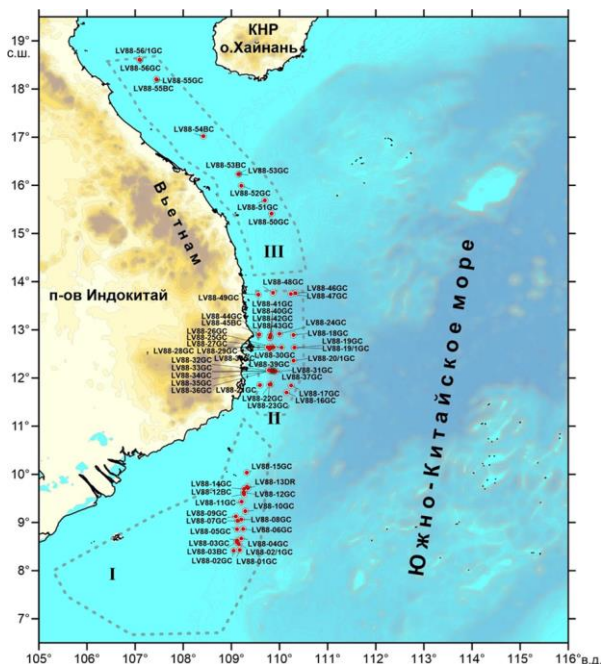 19°
с.ш.
18°
17°
16°
15°
14°
13°
12°
11°
10°
9°
8°
7°
КНР
о.Хайнань
LV88-56/1GC
LV88-56GC
LV88-55GC
LV88-55BC
LV88-54BC
LV88-53BC
LV88-53GC
LV88-52GC
LV88-51GC
LV88-50GC
III
Вьетнам
п-ов Индокитай
Южно-Китайское море
LV88-48GC
LV88-46GC
LV88-49GC
LV88-47GC
LV88-41GC
LV88-40GC
LV88-44GC
LV88-42GC
LV88-45BC
LV88-43GC
LV88-24GC
LV88-26GC
LV88-18GC
LV88-25GC
LV88-19GC
LV88-27GC
LV88-19/1GC
LV88-28GC
LV88-29GC
LV88-30GC
LV88-20/1GC
LV88-32GC
LV88-39GC
LV88-33GC
LV88-31GC
LV88-34GC
LV88-37GC
LV88-35GC
LV88-36GC
LV88-17GC
LV88-22GC
LV88-16GC
LV88-23GC
II
LV88-15GC
LV88-14GC
LV88-13DR
LV88-12BC
LV88-12GC
LV88-11GC
LV88-10GC
LV88-09GC
LV88-07GC
LV88-08GC
LV88-05GC
LV88-06GC
LV88-03GC
LV88-04GC
LV88-03BC
LV88-02/1GC
LV88-02GC
LV88-01GC
I
105° 106° 107° 108° 109° 110° 111° 112° 113° 114° 115° 116°в.д.